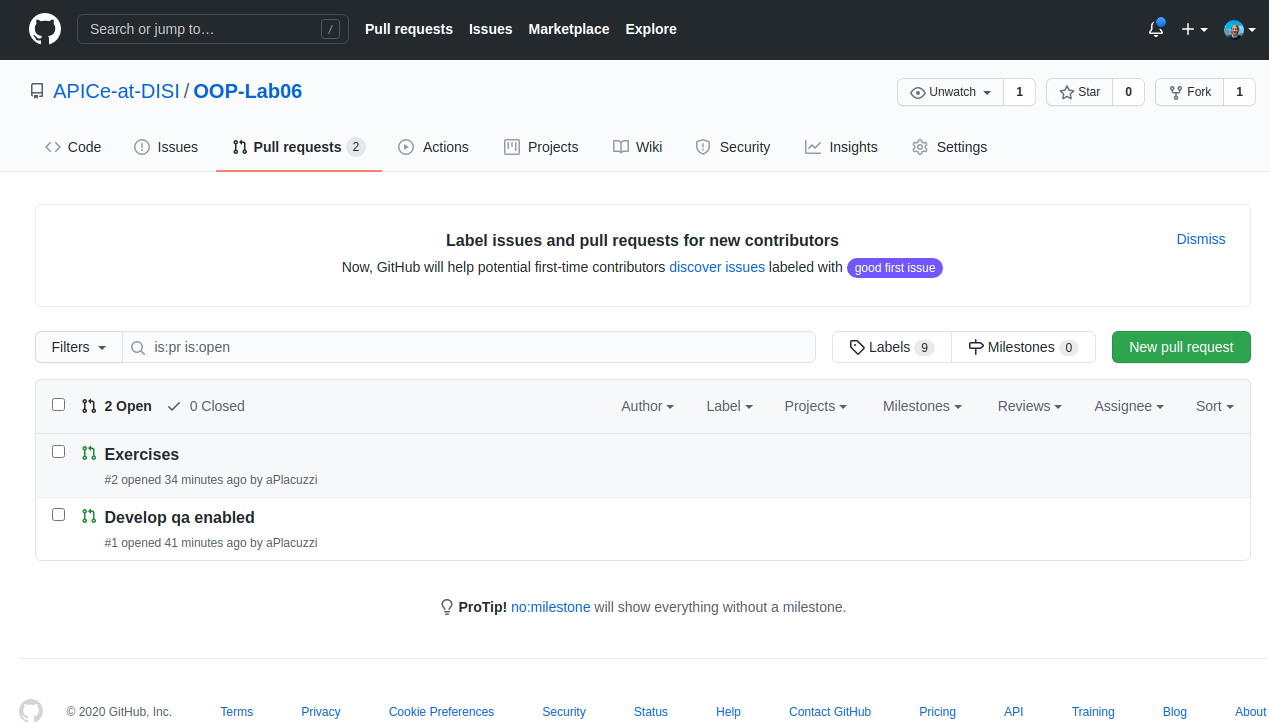 Search or jump to… / Pull requests Issues Marketplace Explore
APICe-at-DISI / OOP-Lab06 Unwatch 1 Star 0 Fork 1
Code Issues Pull requests 2 Actions Projects Wiki Security Insights Settings
Label issues and pull requests for new contributors Dismiss
Now, GitHub will help potential first-time contributors discover issues labeled with good first issue
Filters is:pr is:open Labels 9 Milestones 0 New pull request
2 Open 0 Closed Author Label Projects Milestones Reviews Assignee Sort
Exercises
#2 opened 34 minutes ago by aPlacuzzi
Develop qa enabled
#1 opened 41 minutes ago by aPlacuzzi
ProTip! no:milestone will show everything without a milestone.
© 2020 GitHub, Inc. Terms Privacy Cookie Preferences Security Status Help Contact GitHub Pricing API Training Blog About